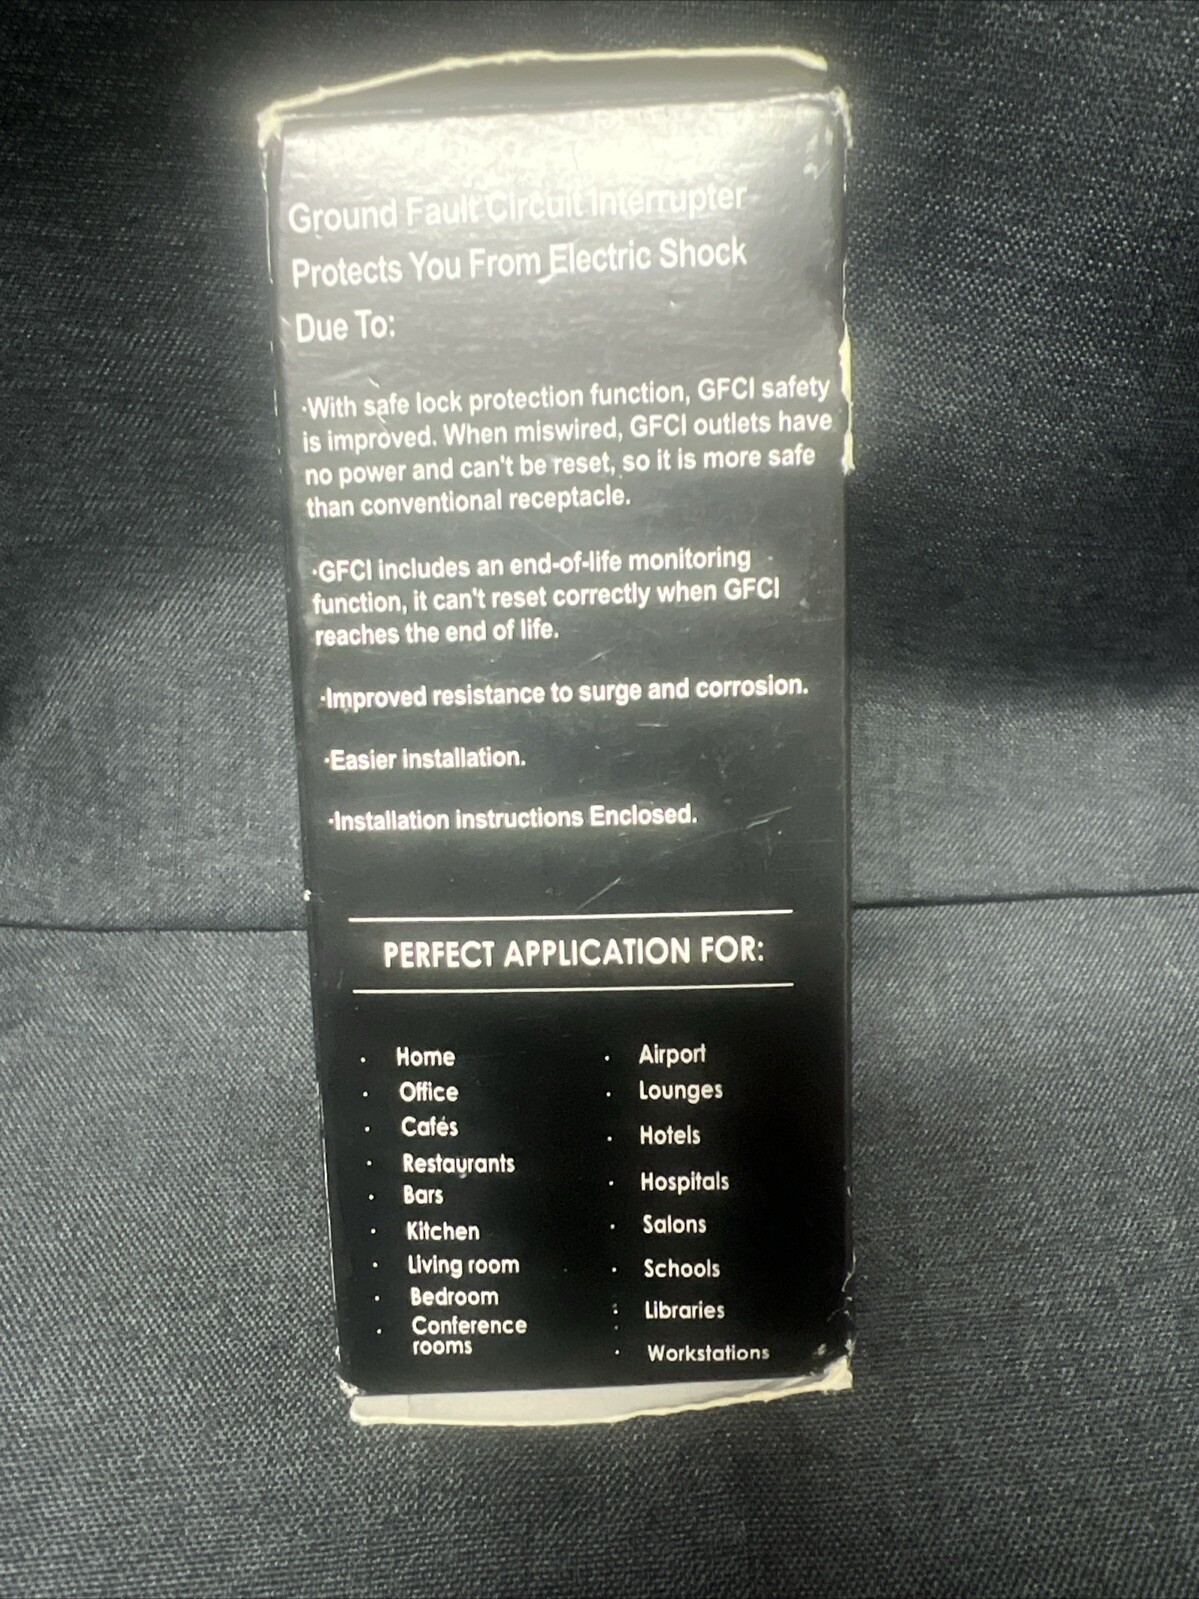 Ground Fault Circuit Interrupter
Protects You From Electric Shock
Due To:
·With safe lock protection function, GFCI safety
is improved. When miswired, GFCI outlets have
no power and can't be reset, so it is more safe
than conventional receptacle.
·GFCI includes an end-of-life monitoring
function, it can't reset correctly when GFCI
reaches the end of life.
·Improved resistance to surge and corrosion.
·Easier installation.
·Installation instructions Enclosed.
PERFECT APPLICATION FOR:
· Home
· Office
· Cafés
· Restaurants
· Bars
· Kitchen
· Living room
· Bedroom
· Conference
rooms
· Airport
· Lounges
· Hotels
· Hospitals
· Salons
· Schools
· Libraries
· Workstations